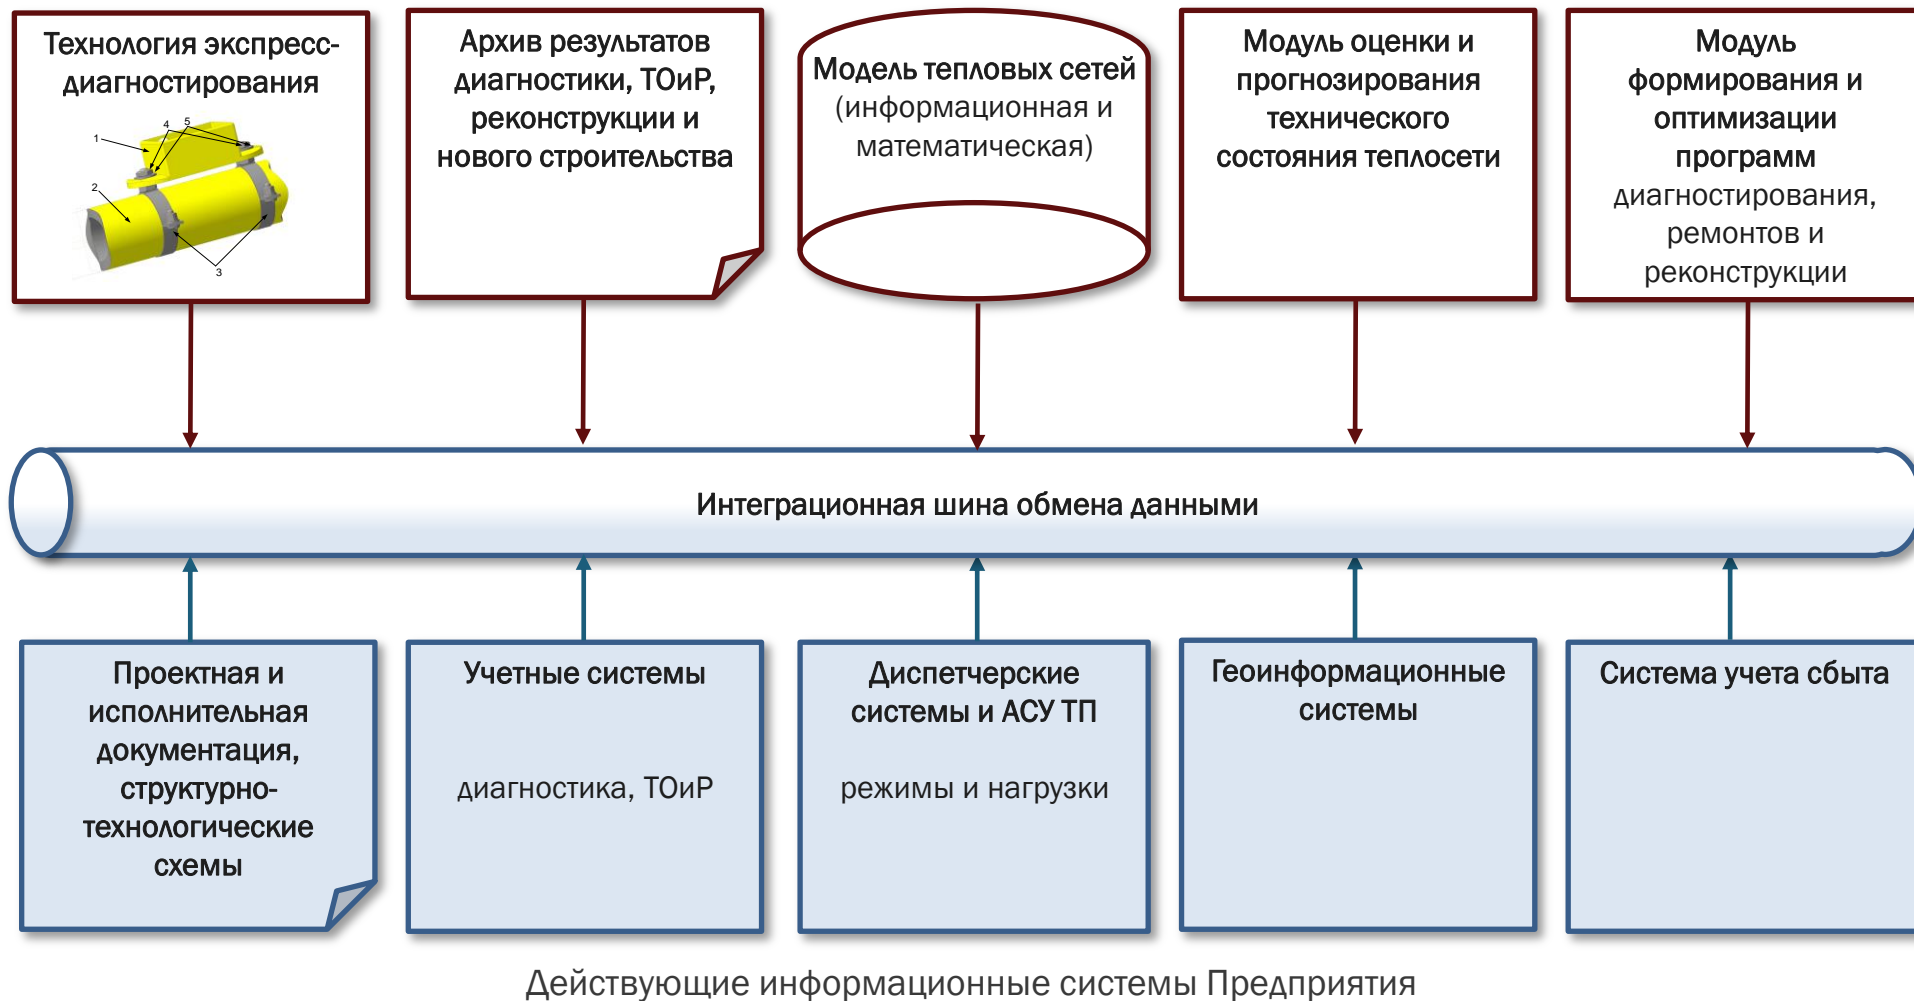 Технология экспресс-
диагностирования
1
2
3
4
5
Архив результатов
диагностики, ТОиР,
реконструкции и
нового строительства
Модель тепловых сетей
(информационная и
математическая)
Модуль оценки и
прогнозирования
технического
состояния теплосети
Модуль
формирования и
оптимизации
программ
диагностирования,
ремонтов и
реконструкции
Интеграционная шина обмена данными
Проектная и
исполнительная
документация,
структурно-
технологические
схемы
Учетные системы
диагностика, ТОиР
Диспетчерские
системы и АСУ ТП
режимы и нагрузки
Геоинформационные
системы
Система учета сбыта
Действующие информационные системы Предприятия